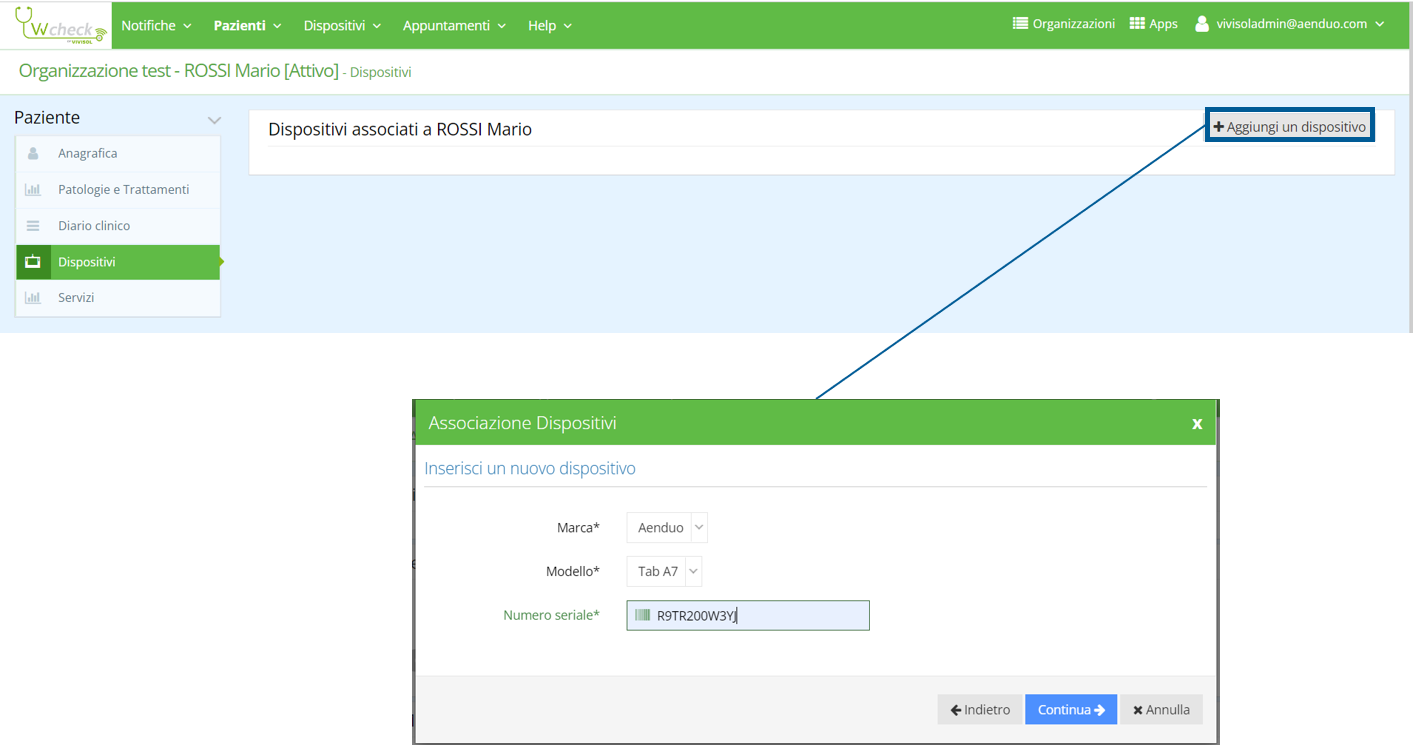 Wcheck
by VIVISOL
Notifiche Pazienti Dispositivi Appuntamenti Help Organizzazioni Apps vivisoladmin@aenduo.com
Organizzazione test - ROSSI Mario [Attivo] - Dispositivi
Paziente
Anagrafica
Patologie e Trattamenti
Diario clinico
Dispositivi
Servizi
Dispositivi associati a ROSSI Mario
Aggiungi un dispositivo
Associazione Dispositivi x
Inserisci un nuovo dispositivo
Marca* Aenduo
Modello* Tab A7
Numero seriale* R9TR200W3YJ
Indietro Continua Annulla